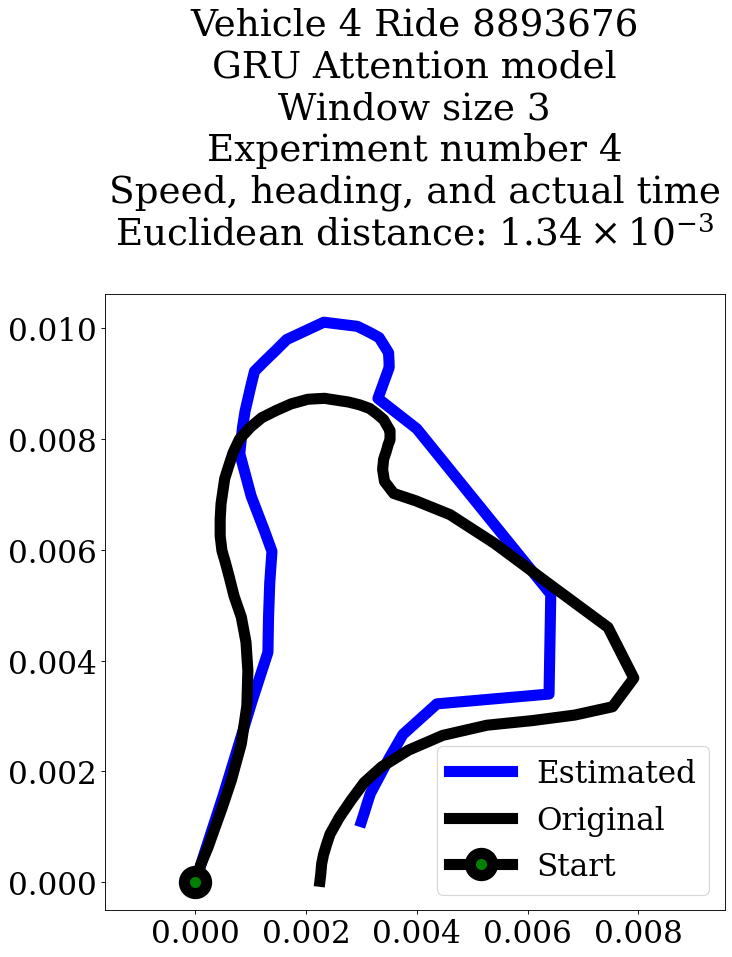 Vehicle 4 Ride 8893676
GRU Attention model
Window size 3
Experiment number 4
Speed, heading, and actual time
Euclidean distance: 1.34 × 10⁻³
0.010
0.008
0.006
0.004
0.002
0.000
Estimated
Original
Start
0.000 0.002 0.004 0.006 0.008